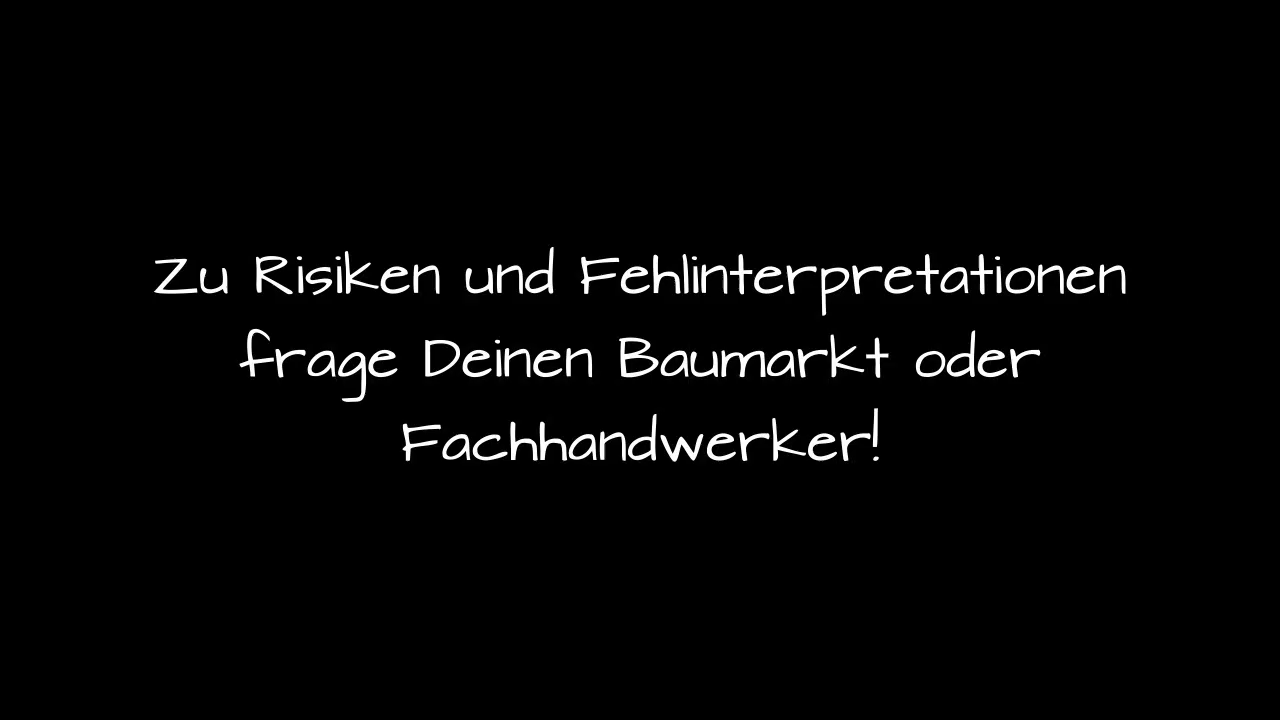 Zu Risiken und Fehlinterpretationen
frage Deinen Baumarkt oder
Fachhandwerker!